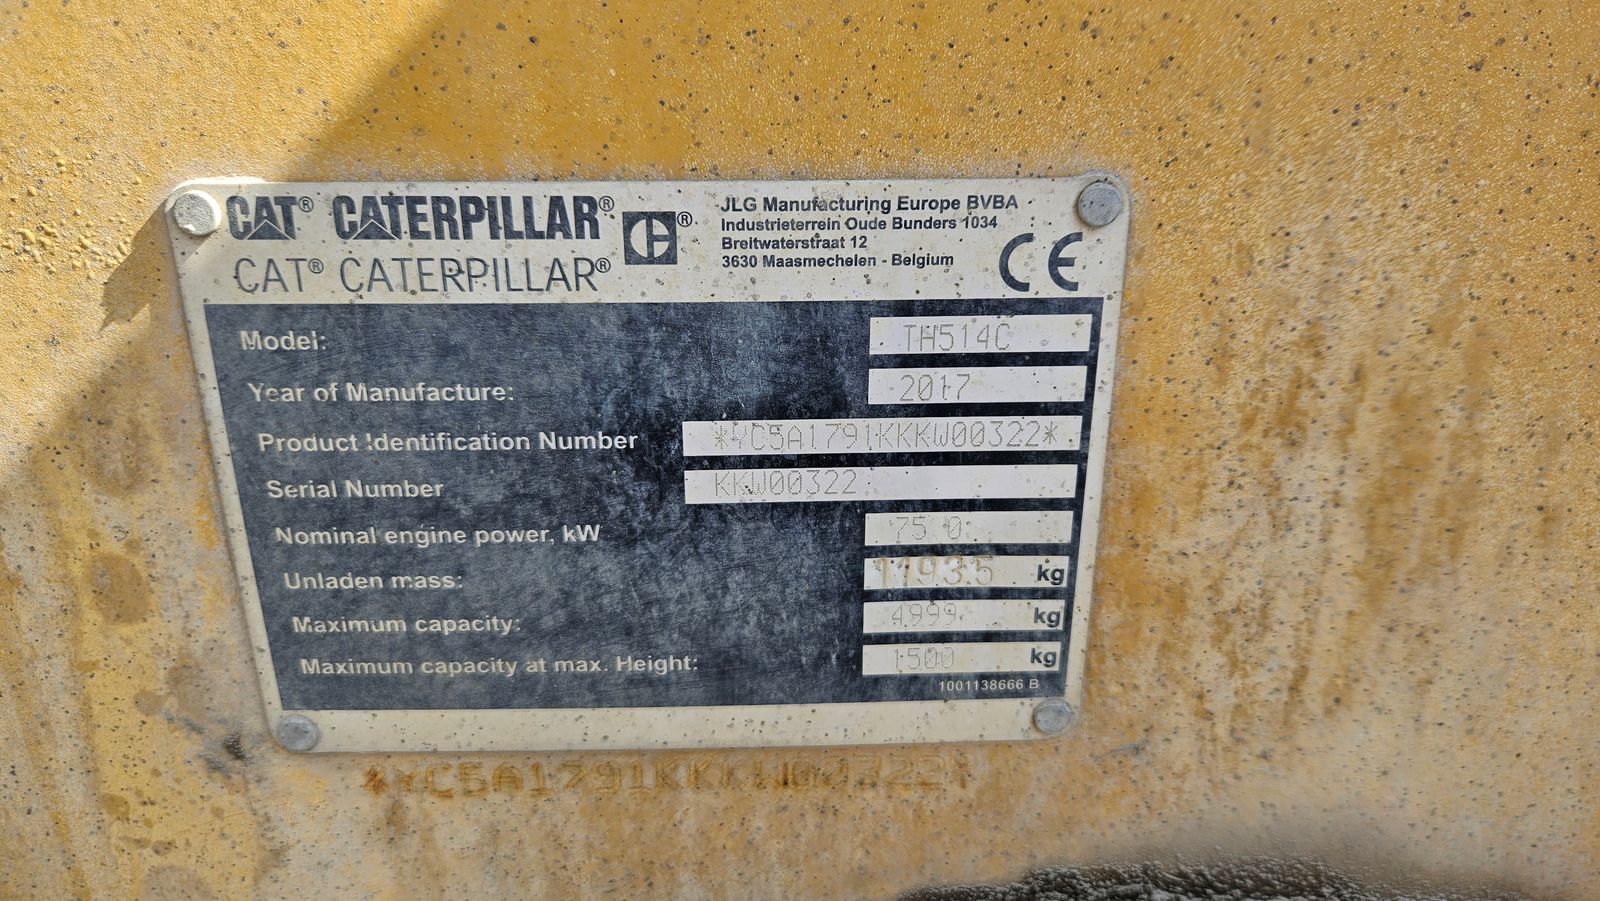 CAT® CATERPILLAR® ®
CAT® CATERPILLAR®
JLG Manufacturing Europe BVBA
Industrieterrein Oude Bunders 1034
Breitwaterstraat 12
3630 Maasmechelen - Belgium
CE
Model: TH514C
Year of Manufacture: 2017
Product Identification Number *YC5A1791KKKW00322*
Serial Number KKW00322
Nominal engine power, kW 75.0
Unladen mass: 11935 kg
Maximum capacity: 4999 kg
Maximum capacity at max. Height: 1500 kg
1001138666 B
*YC5A1791KKKW00322*